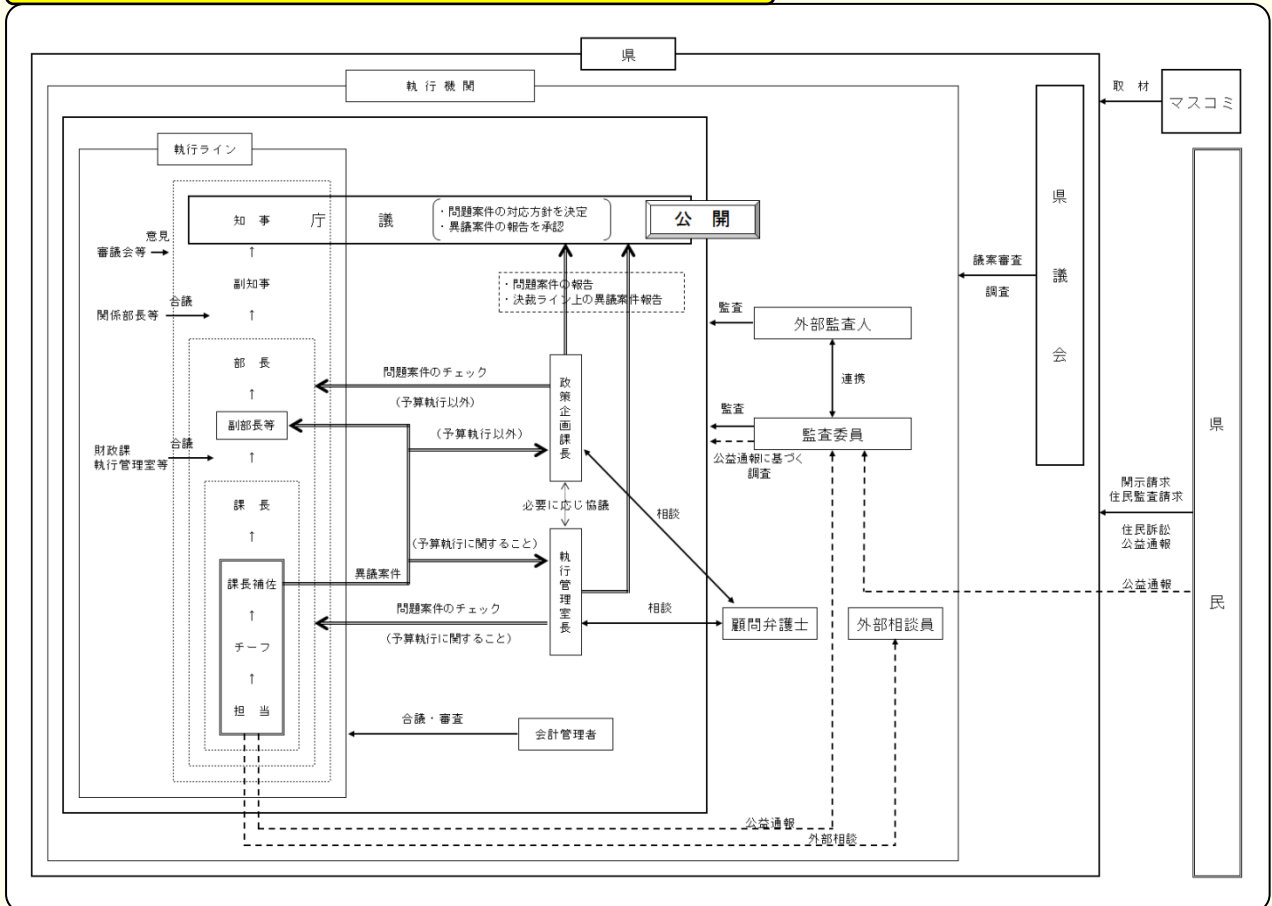 県
執行機関
取材
マスコミ
執行ライン
知事 庁議
・問題案件の対応方針を決定
・異議案件の報告を承認
公開
意見
審議会等
↑
副知事
合議
関係部長等
↑
・問題案件の報告
・決裁ライン上の異議案件報告
県議会
議案審査
調査
監査
外部監査人
部長
問題案件のチェック
(予算執行以外)
政策企画課長
連携
↑
副部長等
(予算執行以外)
監査
監査委員
公益通報に基づく
調査
合議
財政課
執行管理室等
↑
県民
開示請求
住民監査請求
住民訴訟
公益通報
課長
必要に応じ協議
相談
↑
(予算執行に関すること)
執行管理室長
課長補佐
異議案件
公益通報
↑
問題案件のチェック
(予算執行に関すること)
相談
顧問弁護士
外部相談員
チーフ
↑
担当
合議・審査
会計管理者
公益通報
外部相談